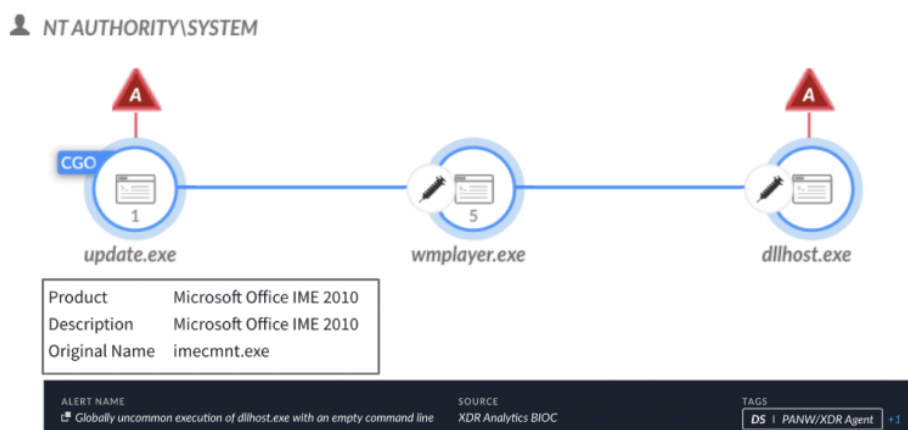 NT AUTHORITY\SYSTEM
A
A
CGO
1
5
update.exe
wmplayer.exe
dllhost.exe
Product Microsoft Office IME 2010
Description Microsoft Office IME 2010
Original Name imecmnt.exe
ALERT NAME SOURCE TAGS
Globally uncommon execution of dllhost.exe with an empty command line XDR Analytics BIOC DS | PANW/XDR Agent +1